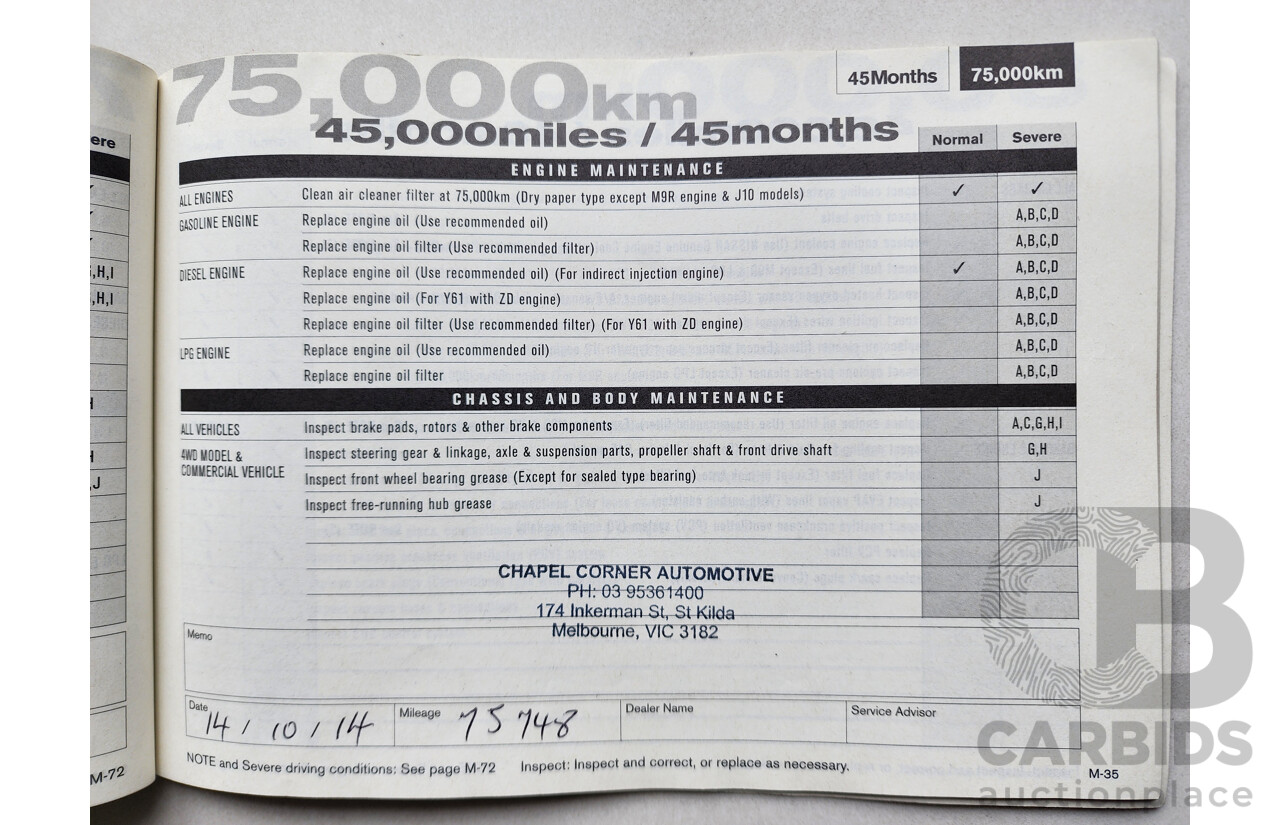 45Months 75,000km
75,000km
45,000miles / 45months
Normal Severe
ENGINE MAINTENANCE
ALL ENGINES Clean air cleaner filter at 75,000km (Dry paper type except M9R engine & J10 models) ✓ ✓
GASOLINE ENGINE Replace engine oil (Use recommended oil) A,B,C,D
Replace engine oil filter (Use recommended filter) A,B,C,D
DIESEL ENGINE Replace engine oil (Use recommended oil) (For indirect injection engine) ✓ A,B,C,D
Replace engine oil (For Y61 with ZD engine) A,B,C,D
Replace engine oil filter (Use recommended filter) (For Y61 with ZD engine) A,B,C,D
LPG ENGINE Replace engine oil (Use recommended oil) A,B,C,D
Replace engine oil filter A,B,C,D
CHASSIS AND BODY MAINTENANCE
ALL VEHICLES Inspect brake pads, rotors & other brake components A,C,G,H,I
4WD MODEL & Inspect steering gear & linkage, axle & suspension parts, propeller shaft & front drive shaft G,H
COMMERCIAL VEHICLE Inspect front wheel bearing grease (Except for sealed type bearing) J
Inspect free-running hub grease J
CHAPEL CORNER AUTOMOTIVE
PH: 03 95361400
174 Inkerman St, St Kilda
Melbourne, VIC 3182
Memo
Date 14 / 10 / 14 Mileage 75 748 Dealer Name Service Advisor
NOTE and Severe driving conditions: See page M-72 Inspect: Inspect and correct, or replace as necessary.
M-35
ere
,H,I
,H,I
H
H
,J
M-72
CB
CARBIDS
auctionplace